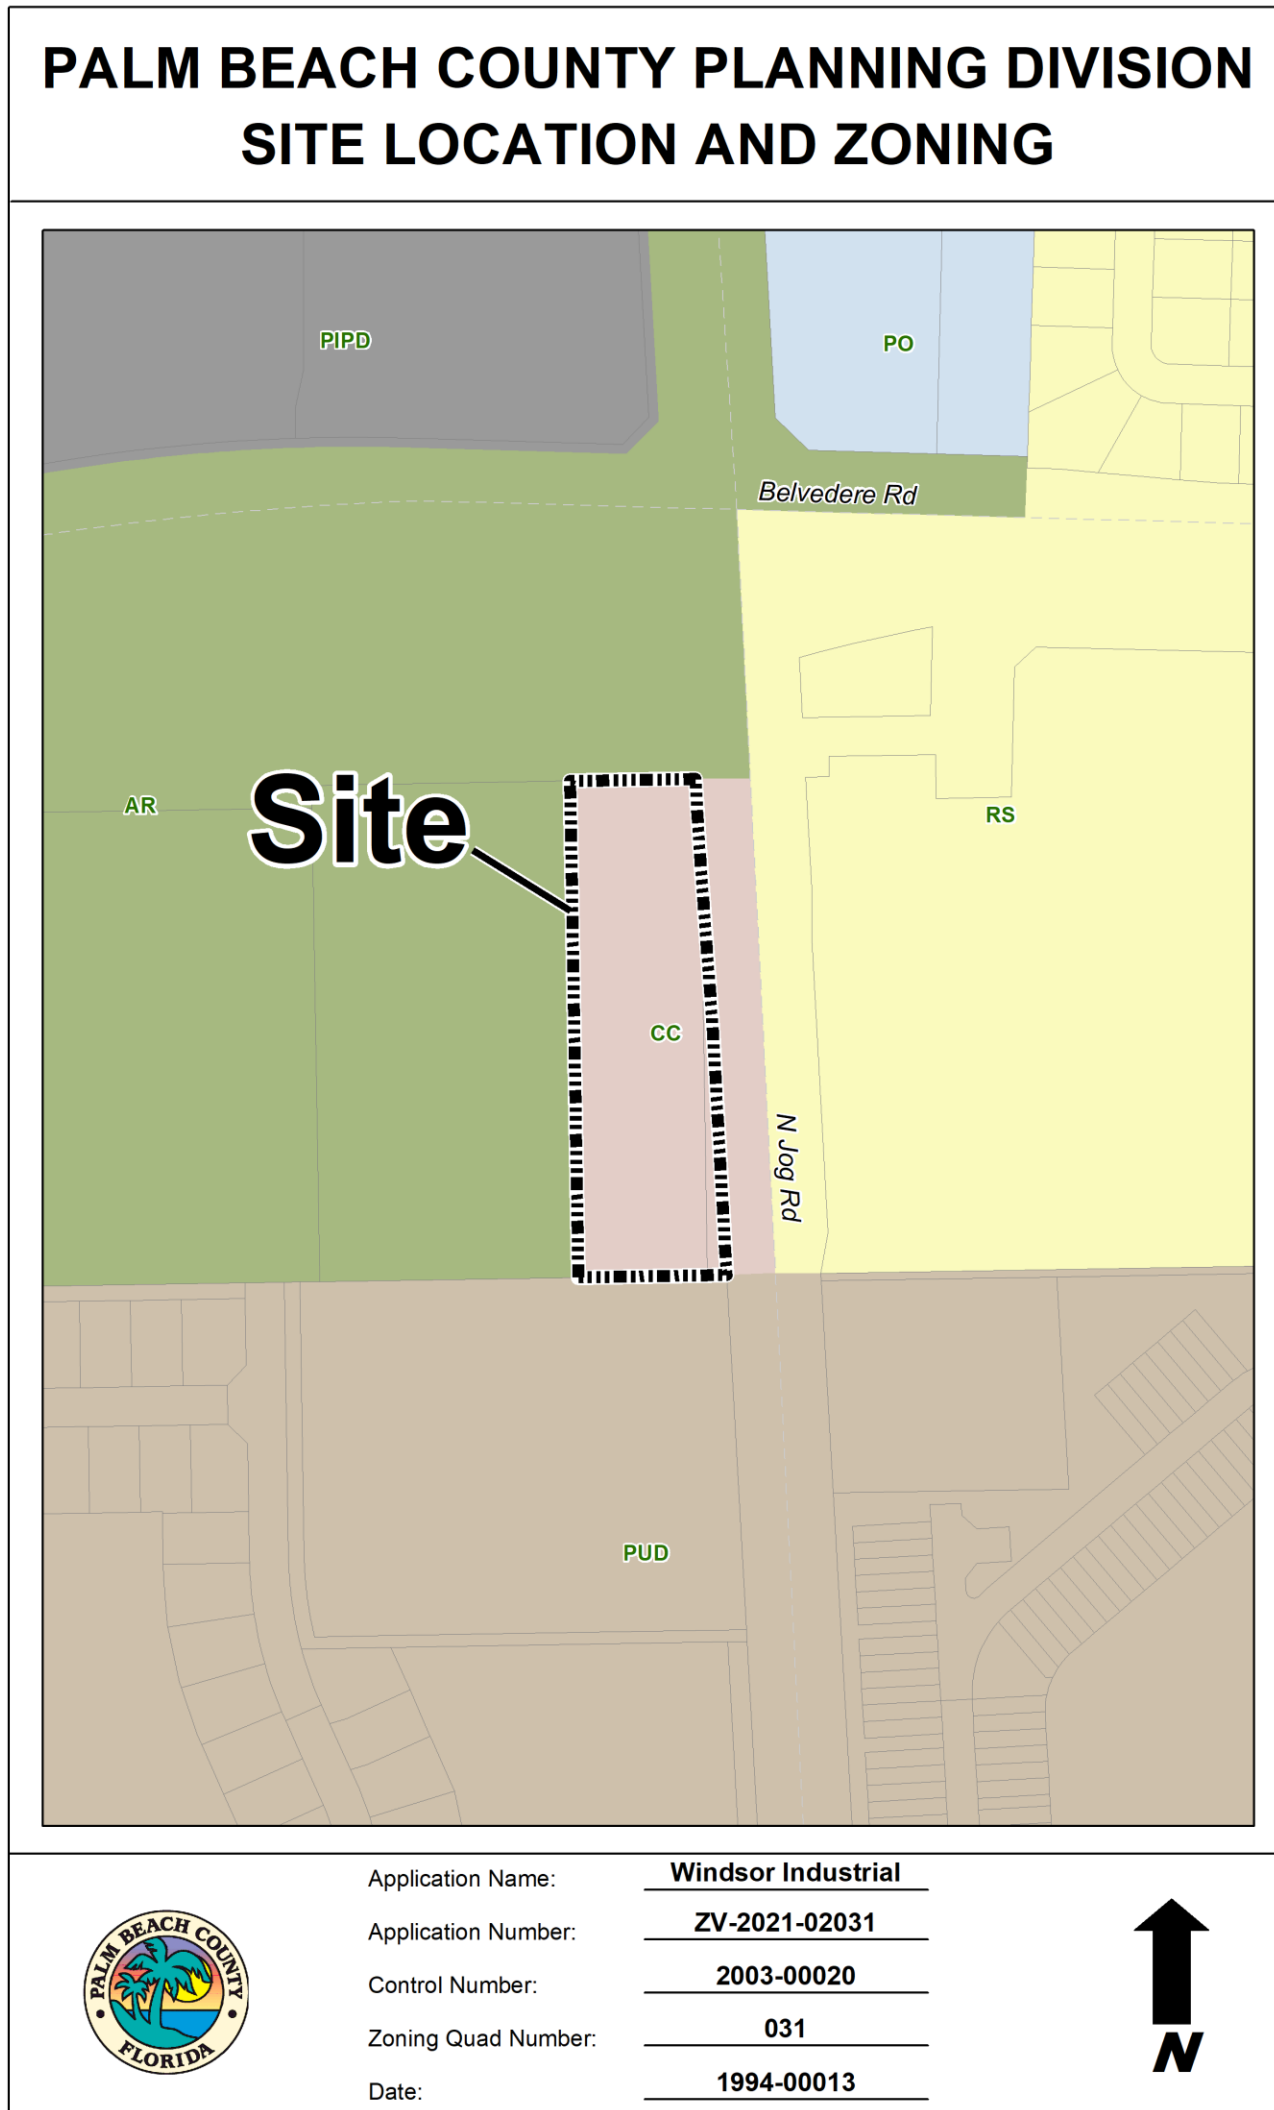 PALM BEACH COUNTY PLANNING DIVISION
SITE LOCATION AND ZONING
PIPD
PO
Belvedere Rd
Site
AR
RS
CC
N Jog Rd
PUD
Application Name: Windsor Industrial
Application Number: ZV-2021-02031
Control Number: 2003-00020
Zoning Quad Number: 031
Date: 1994-00013
PALM BEACH COUNTY
FLORIDA
N